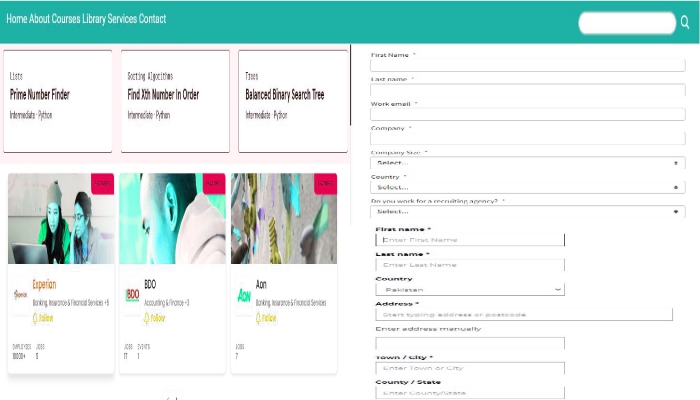 Home About Courses Library Services Contact
Lists
Prime Number Finder
Intermediate · Python
Sorting Algorithms
Find Xth Number In Order
Intermediate · Python
Trees
Balanced Binary Search Tree
Intermediate · Python
Experian
Banking, Insurance & Financial Services +6
Follow
EMPLOYEES JOBS
10000+ 5
BDO
BDO
Accounting & Finance +3
Follow
JOBS EVENTS
17 1
Aon
Aon
Banking, Insurance & Financial Services
Follow
JOBS
7
First Name *
Last name *
Work email *
Company *
Company Size *
Select...
Country *
Select...
Do you work for a recruiting agency? *
Select...
First name *
Enter First Name
Last name *
Enter Last Name
Country
Pakistan
Address *
Start typing address or postcode
Enter address manually
Town / City *
Enter Town or City
County / State
Enter County/State